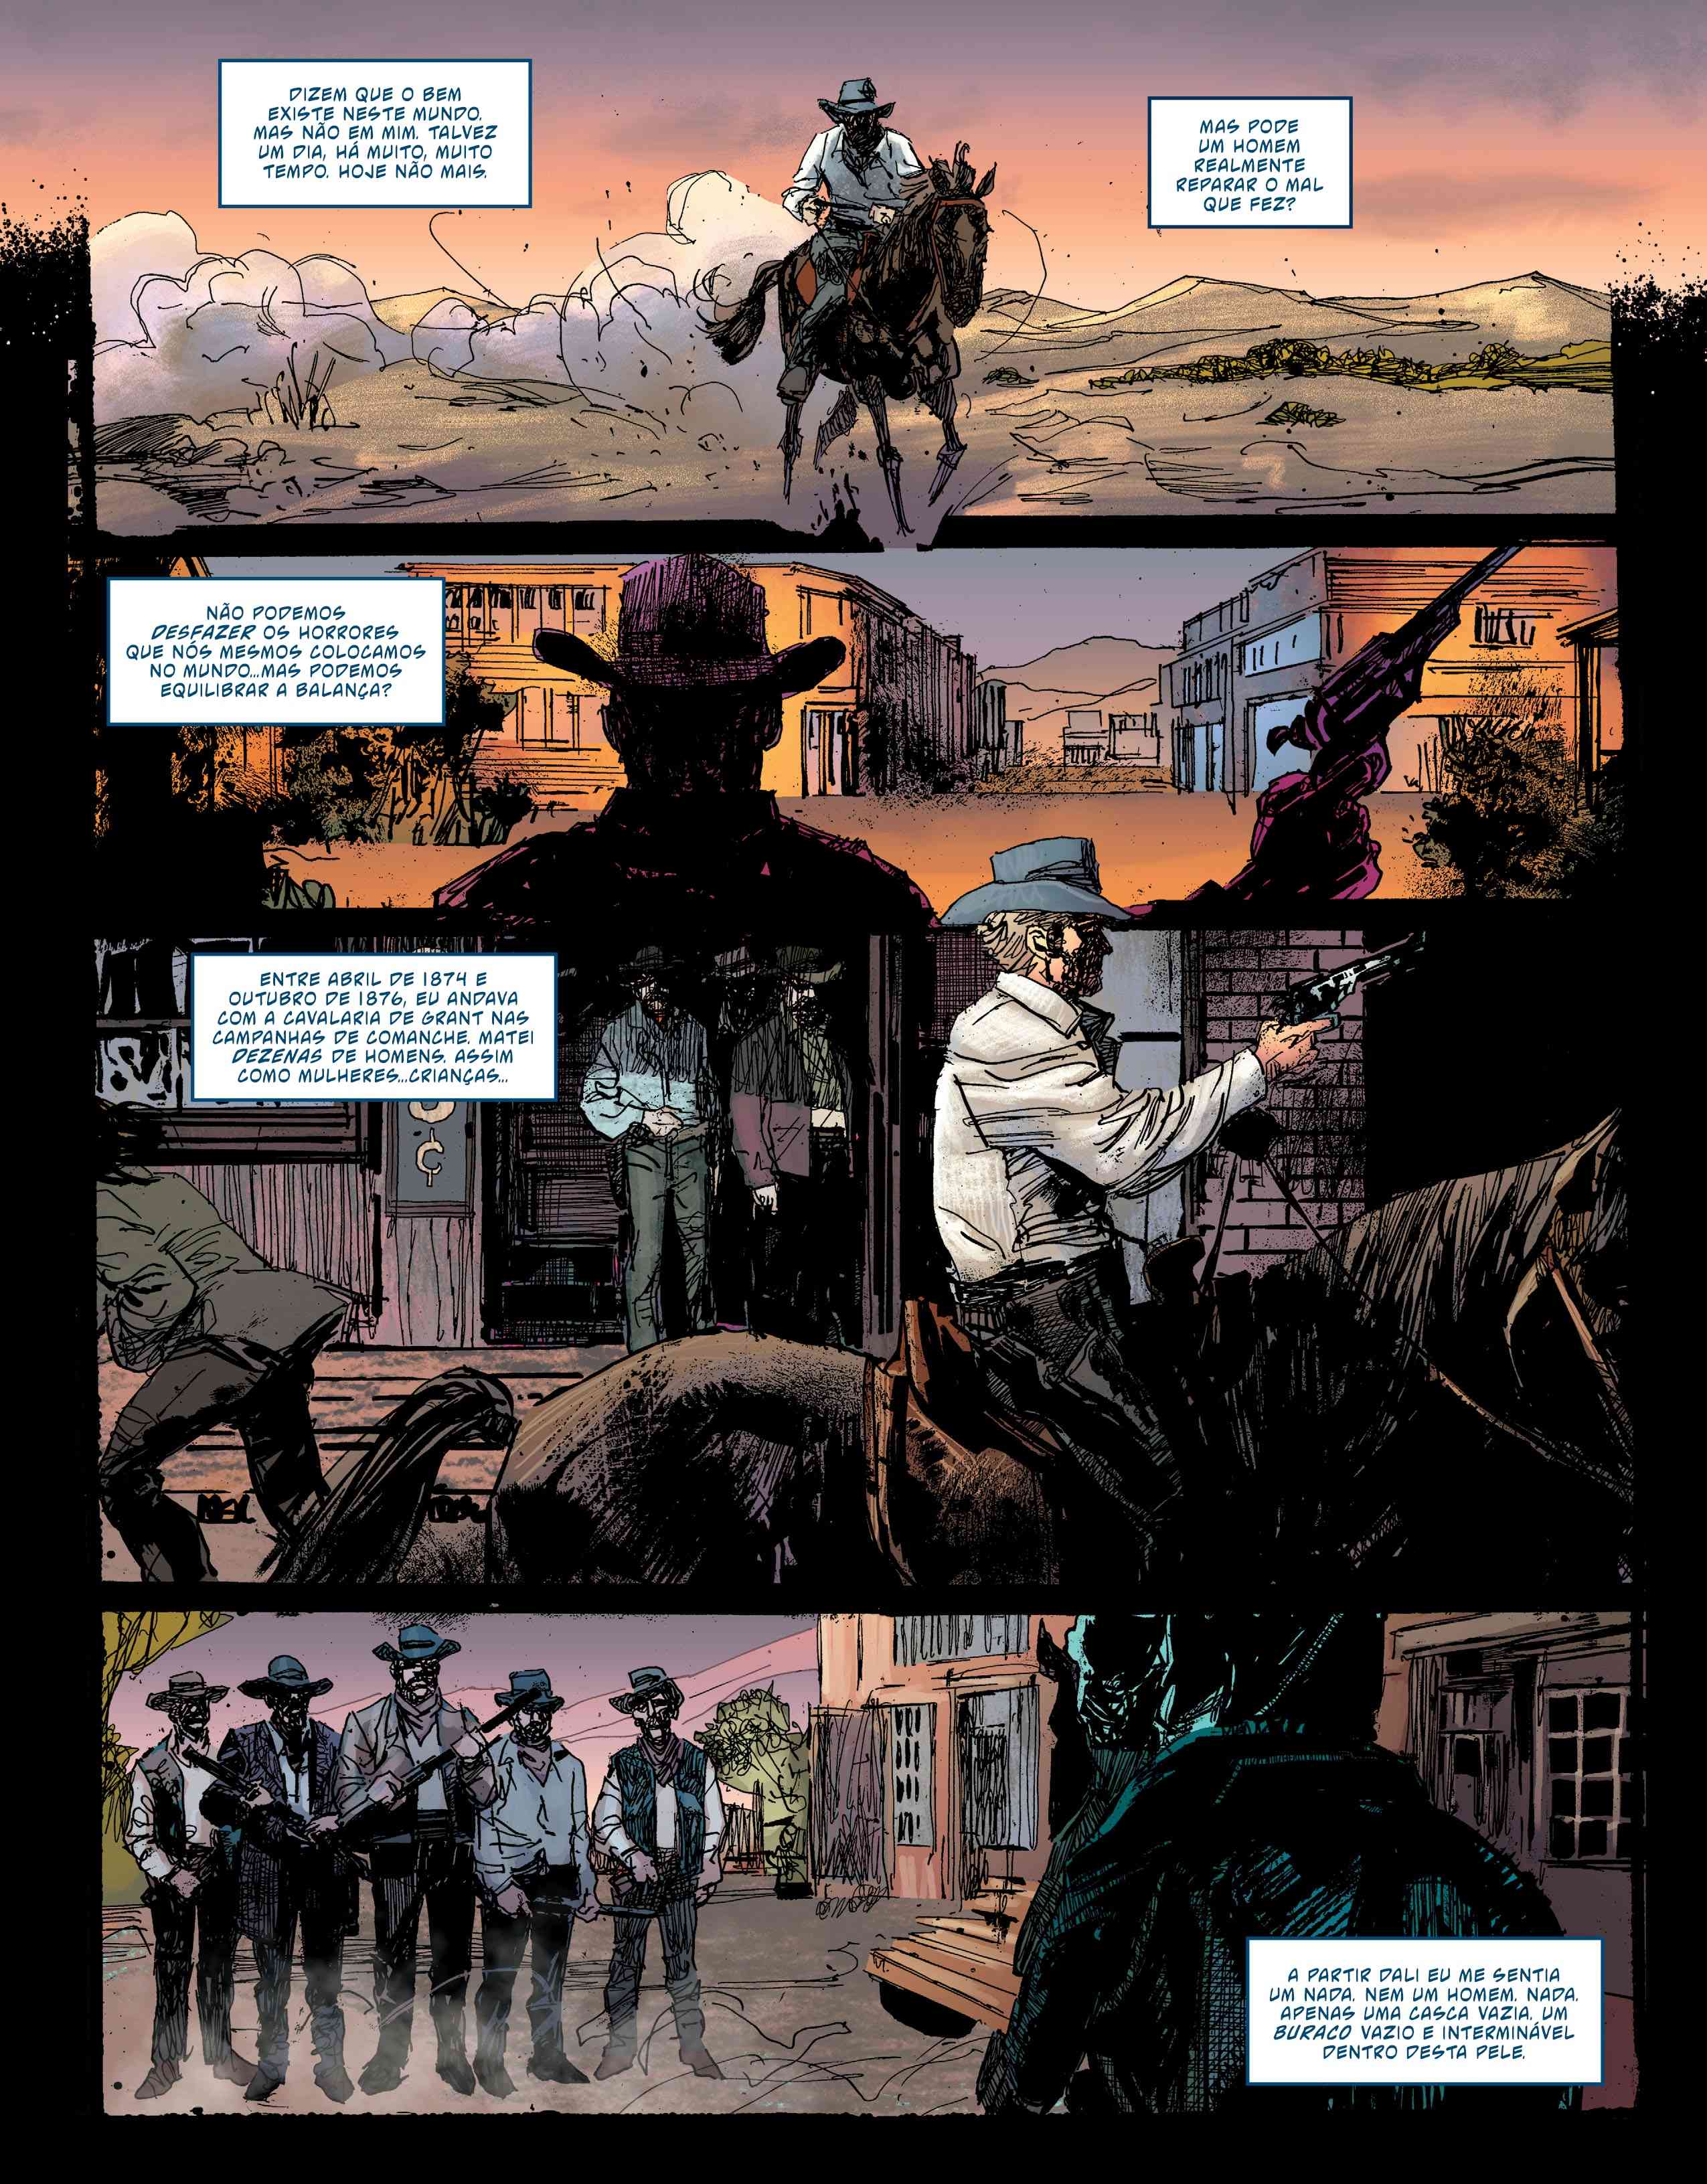 DIZEM QUE O BEM
EXISTE NESTE MUNDO.
MAS NÃO EM MIM. TALVEZ
UM DIA, HÁ MUITO, MUITO
TEMPO. HOJE NÃO MAIS.
MAS PODE
UM HOMEM
REALMENTE
REPARAR O MAL
QUE FEZ?
NÃO PODEMOS
DESFAZER OS HORRORES
QUE NÓS MESMOS COLOCAMOS
NO MUNDO...MAS PODEMOS
EQUILIBRAR A BALANÇA?
ENTRE ABRIL DE 1874 E
OUTUBRO DE 1876, EU ANDAVA
COM A CAVALARIA DE GRANT NAS
CAMPANHAS DE COMANCHE. MATEI
DEZENAS DE HOMENS. ASSIM
COMO MULHERES...CRIANÇAS...
A PARTIR DALI EU ME SENTIA
UM NADA. NEM UM HOMEM. NADA.
APENAS UMA CASCA VAZIA. UM
BURACO VAZIO E INTERMINÁVEL
DENTRO DESTA PELE.